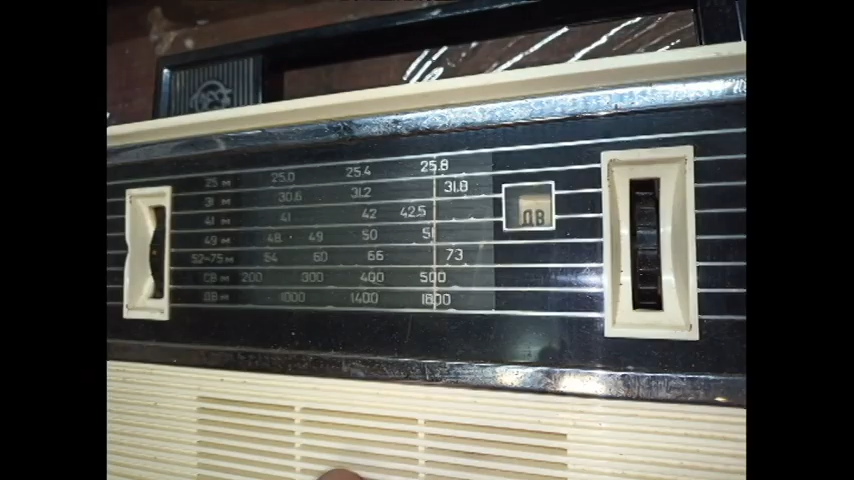 25 м 25.0 25.4 25.8
31 м 30.6 31.2 31.8
41 м 41 42 42.5
49 м 48 49 50 51
52-75 м 54 60 66 73
СВ м 200 300 400 500
ДВ м 1000 1400 1800
ДВ